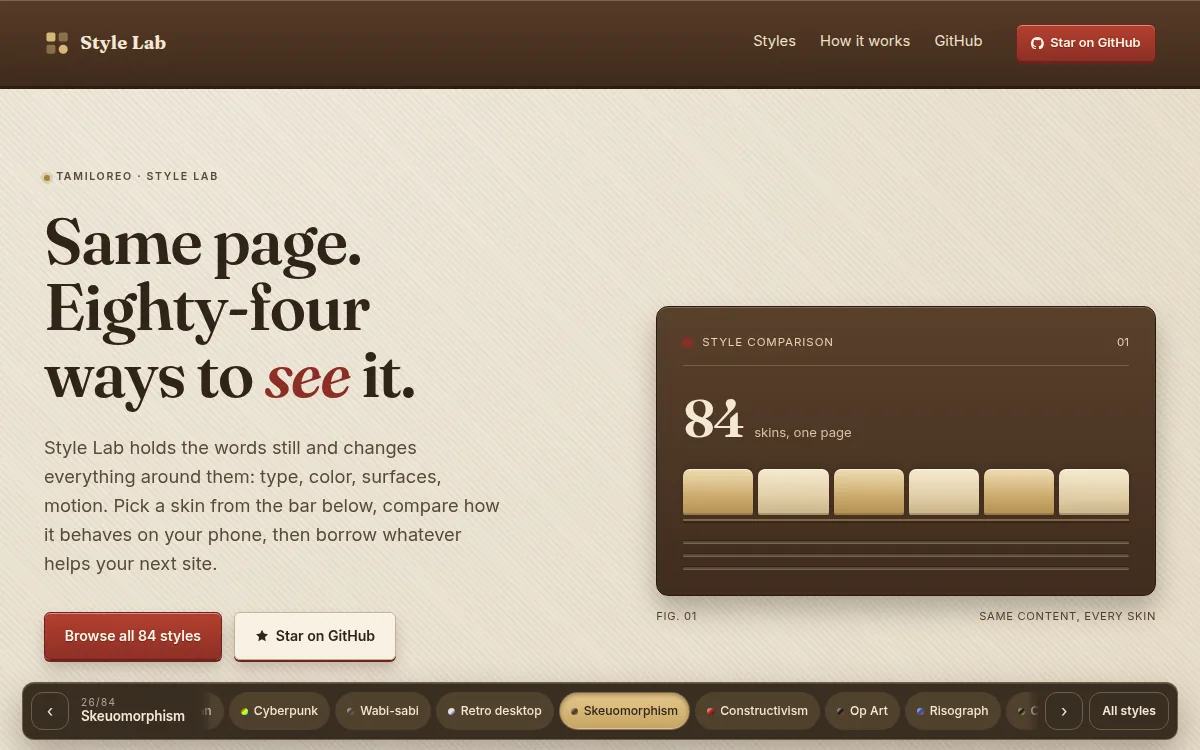 Style Lab
Styles
How it works
GitHub
Star on GitHub
TAMILOREO · STYLE LAB
Same page.
Eighty-four
ways to see it.
Style Lab holds the words still and changes
everything around them: type, color, surfaces,
motion. Pick a skin from the bar below, compare how
it behaves on your phone, then borrow whatever
helps your next site.
Browse all 84 styles
★ Star on GitHub
STYLE COMPARISON
01
84 skins, one page
FIG. 01
SAME CONTENT, EVERY SKIN
‹
26/84
Skeuomorphism
Cyberpunk
Wabi-sabi
Retro desktop
Skeuomorphism
Constructivism
Op Art
Risograph
›
All styles